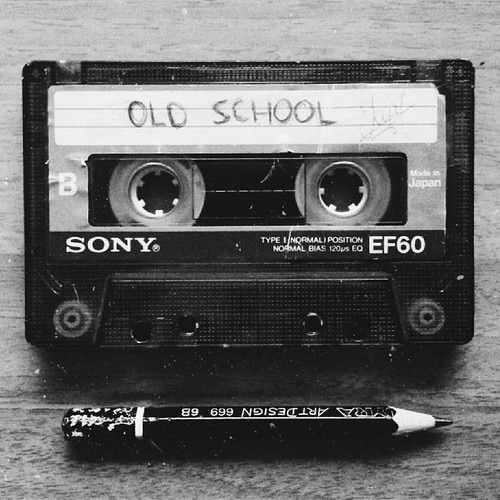 OLD SCHOOL
B
Made in
Japan
SONY®
TYPE I (NORMAL) POSITION
NORMAL BIAS 120µs EQ
EF60
LYRA ART DESIGN 669 6B